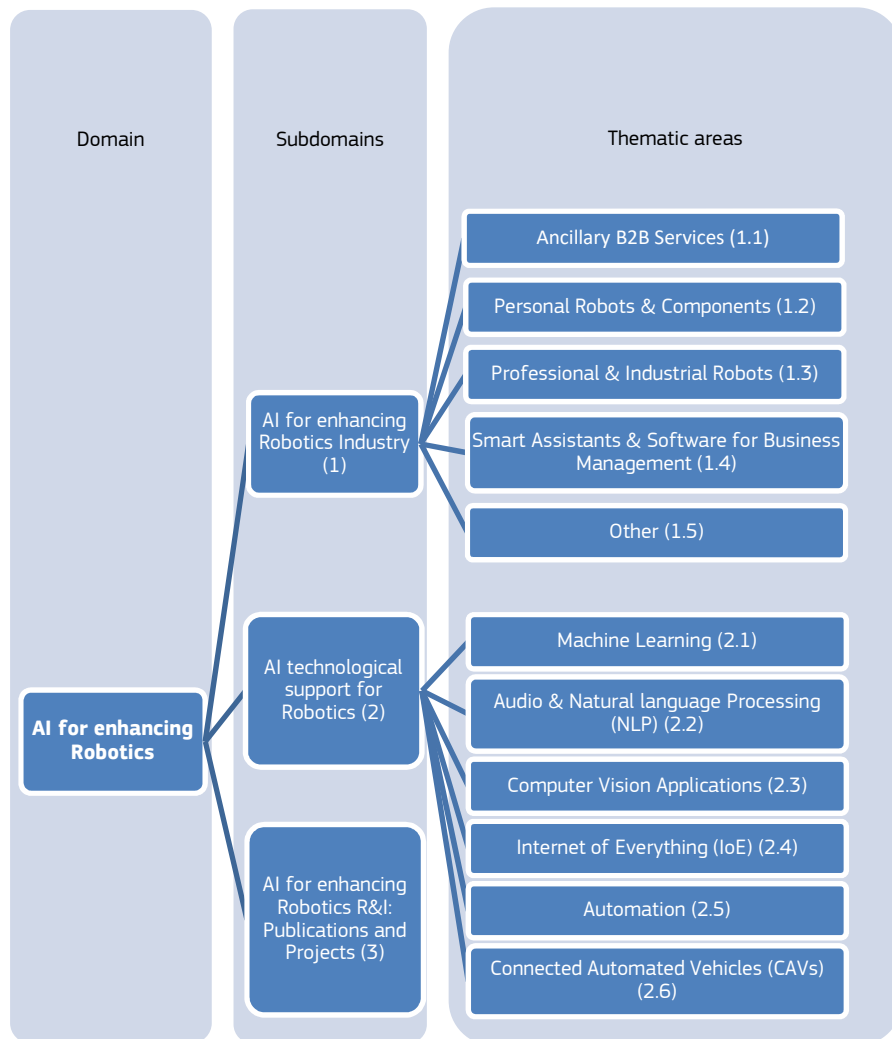 Domain
Subdomains
Thematic areas
Ancillary B2B Services (1.1)
Personal Robots & Components (1.2)
Professional & Industrial Robots (1.3)
AI for enhancing
Robotics Industry
(1)
Smart Assistants & Software for Business
Management (1.4)
Other (1.5)
Machine Learning (2.1)
AI technological
support for
Robotics (2)
Audio & Natural language Processing
(NLP) (2.2)
AI for enhancing
Robotics
Computer Vision Applications (2.3)
Internet of Everything (IoE) (2.4)
AI for enhancing
Robotics R&I:
Publications and
Projects (3)
Automation (2.5)
Connected Automated Vehicles (CAVs)
(2.6)